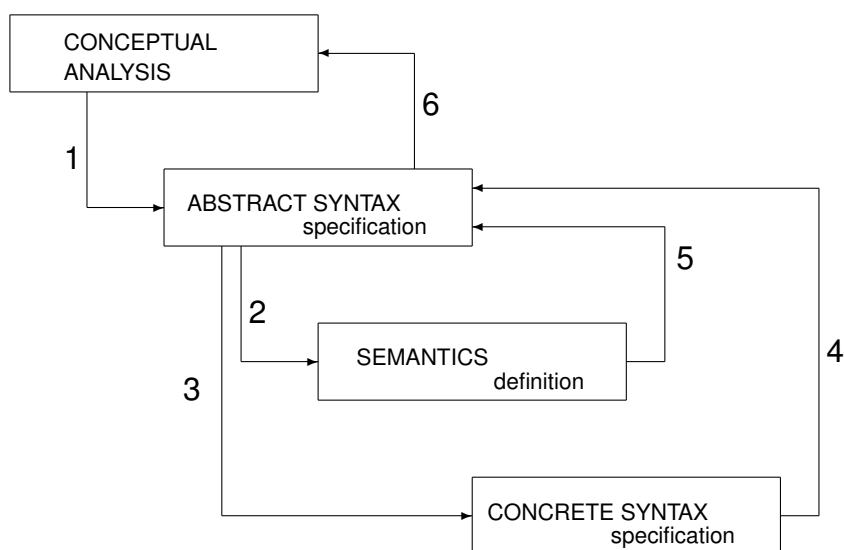 CONCEPTUAL
ANALYSIS
6
1
ABSTRACT SYNTAX
specification
5
2
SEMANTICS
definition
4
3
CONCRETE SYNTAX
specification